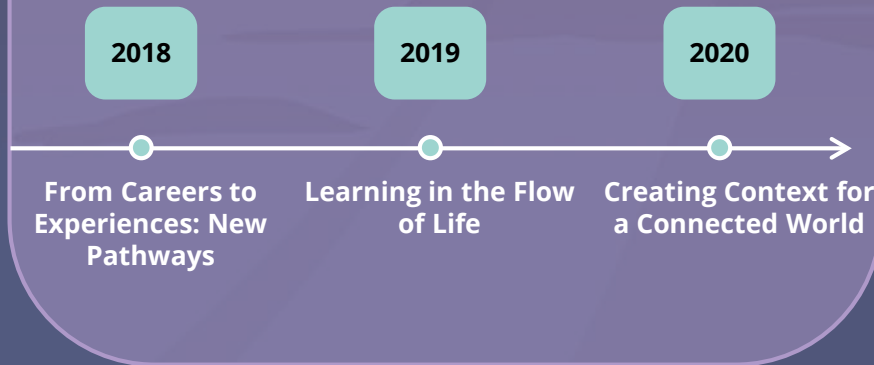 2018
2019
2020
From Careers to
Experiences: New
Pathways
Learning in the Flow
of Life
Creating Context for
a Connected World